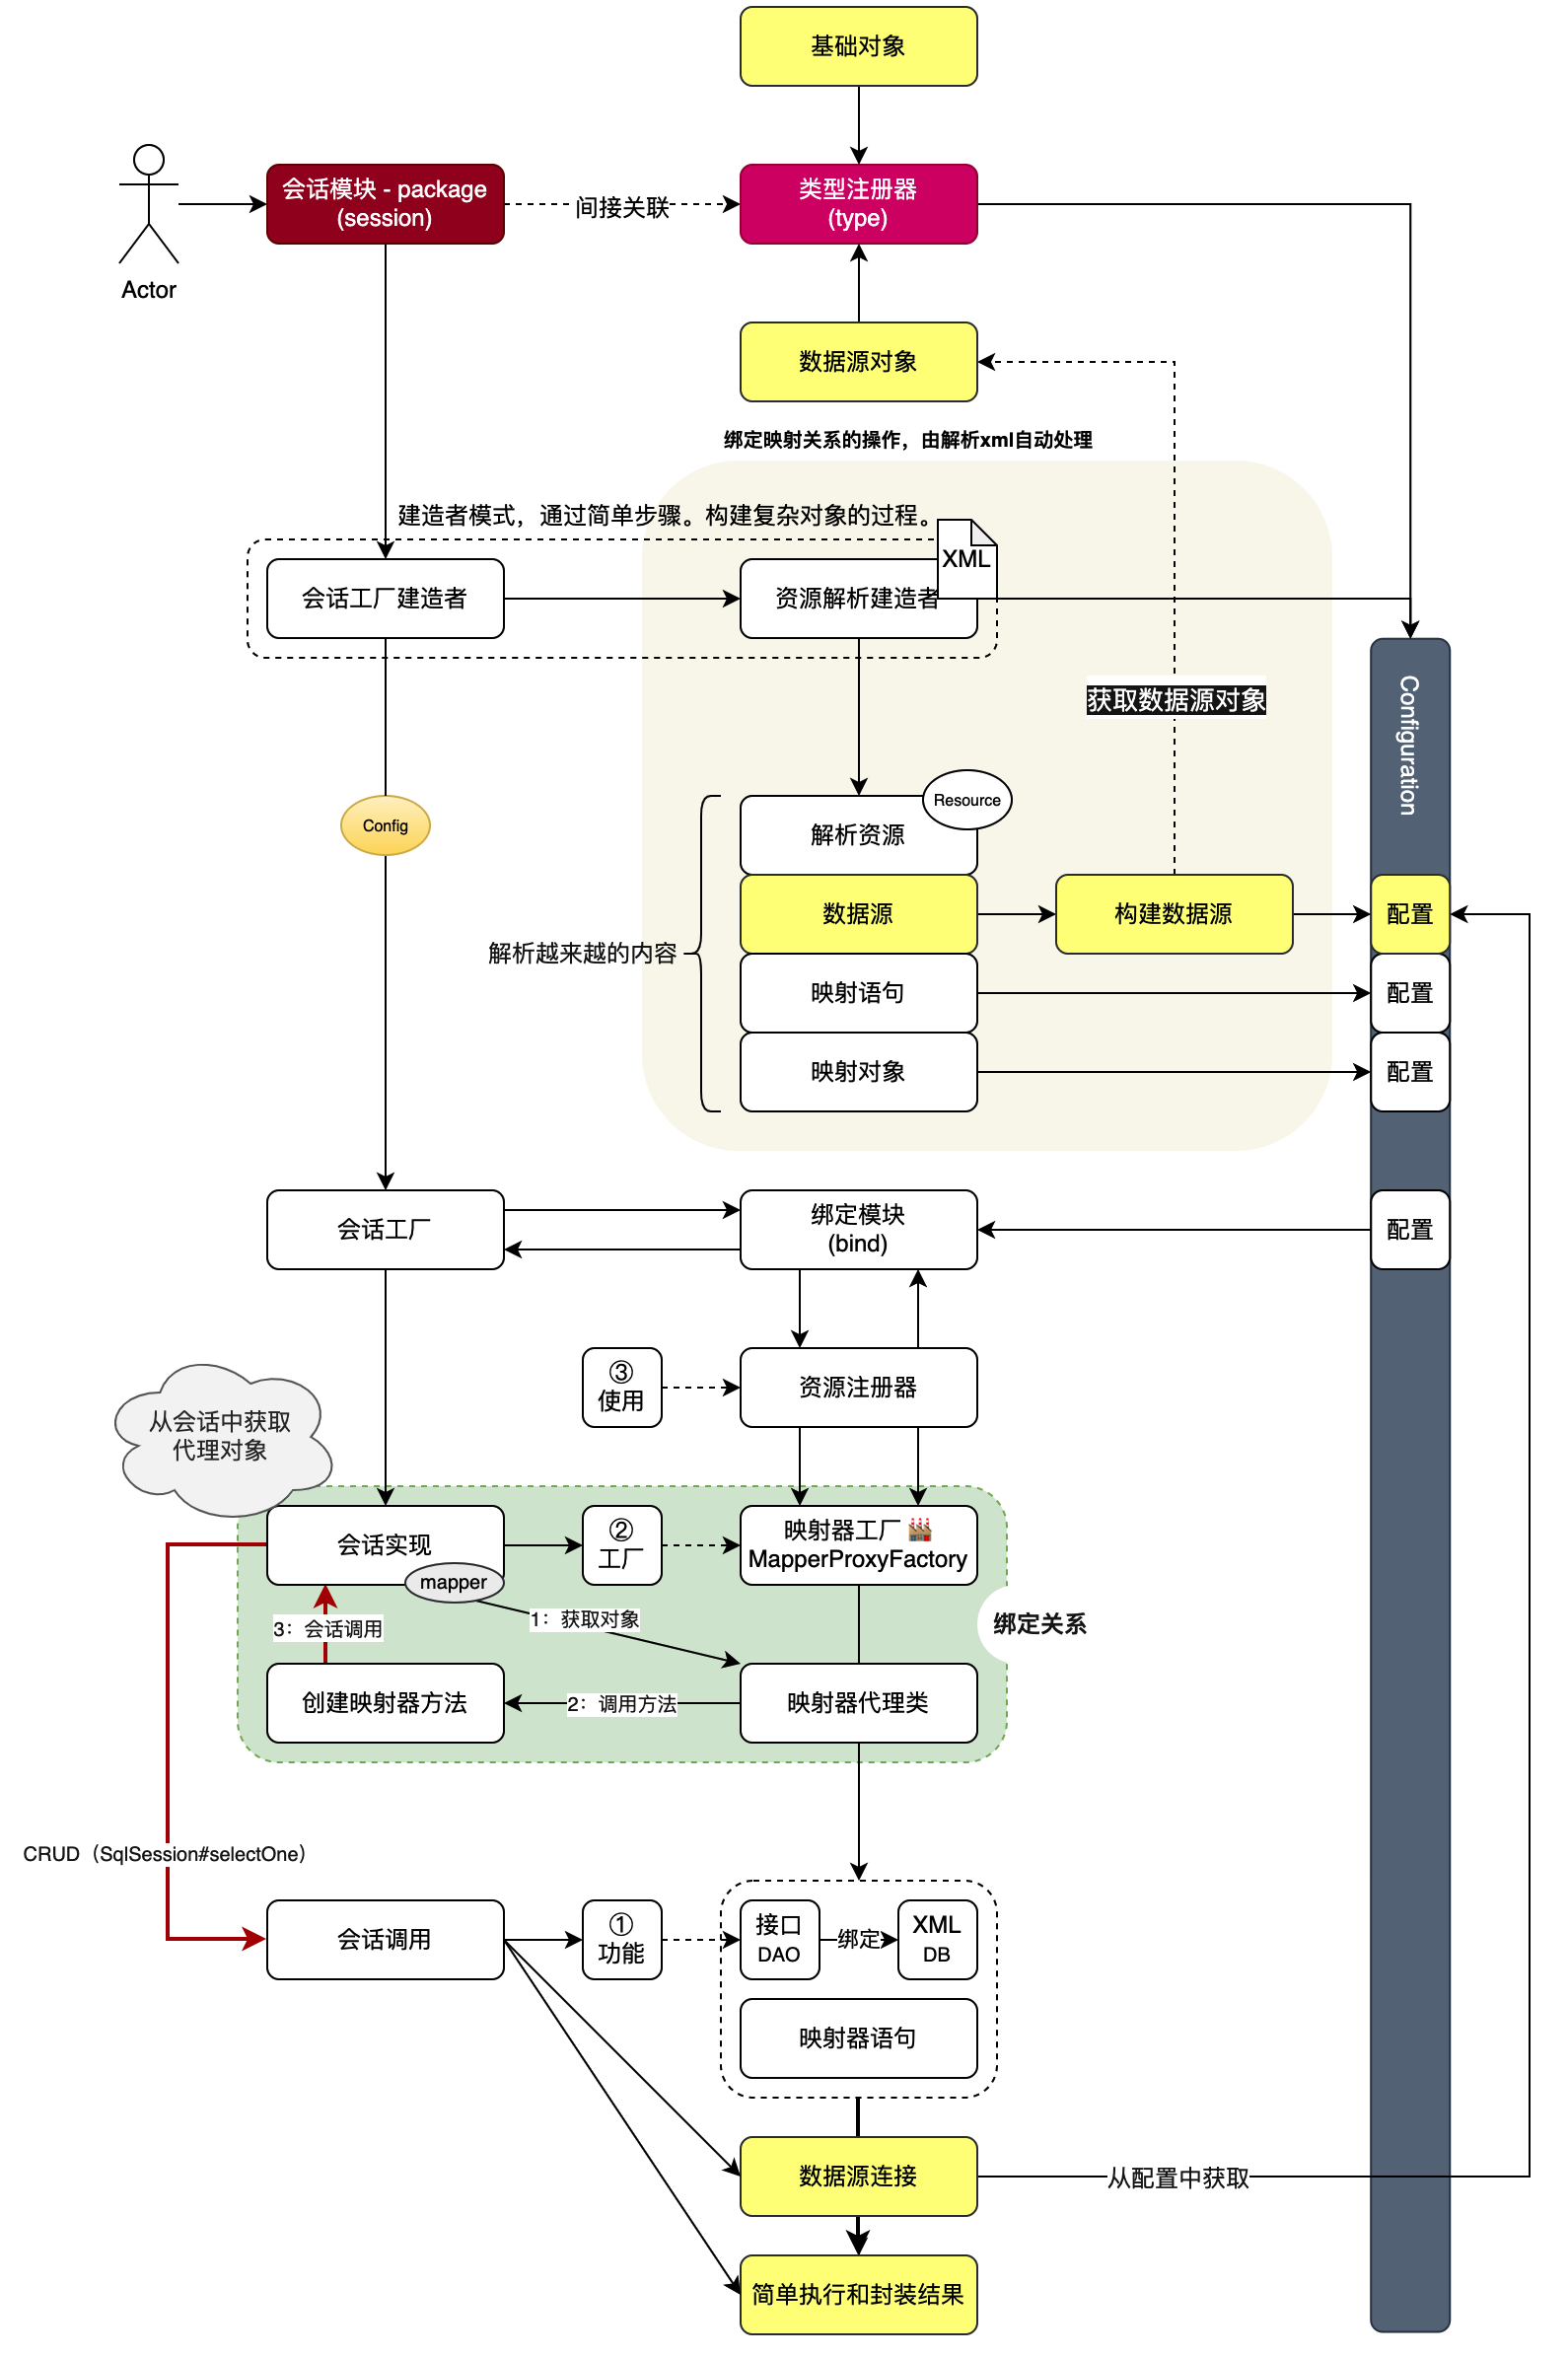 基础对象
会话模块 - package
(session)
间接关联
类型注册器
(type)
Actor
数据源对象
绑定映射关系的操作，由解析xml自动处理
建造者模式，通过简单步骤。构建复杂对象的过程。
XML
会话工厂建造者
资源解析建造者
Configuration
获取数据源对象
Resource
Config
解析资源
数据源
构建数据源
配置
解析越来越的内容
映射语句
配置
映射对象
配置
会话工厂
绑定模块
(bind)
配置
③
使用
资源注册器
从会话中获取
代理对象
会话实现
②
工厂
映射器工厂 🏭
MapperProxyFactory
mapper
1：获取对象
3：会话调用
绑定关系
创建映射器方法
2：调用方法
映射器代理类
CRUD（SqlSession#selectOne）
会话调用
①
功能
接口
DAO
绑定
XML
DB
映射器语句
数据源连接
从配置中获取
简单执行和封装结果